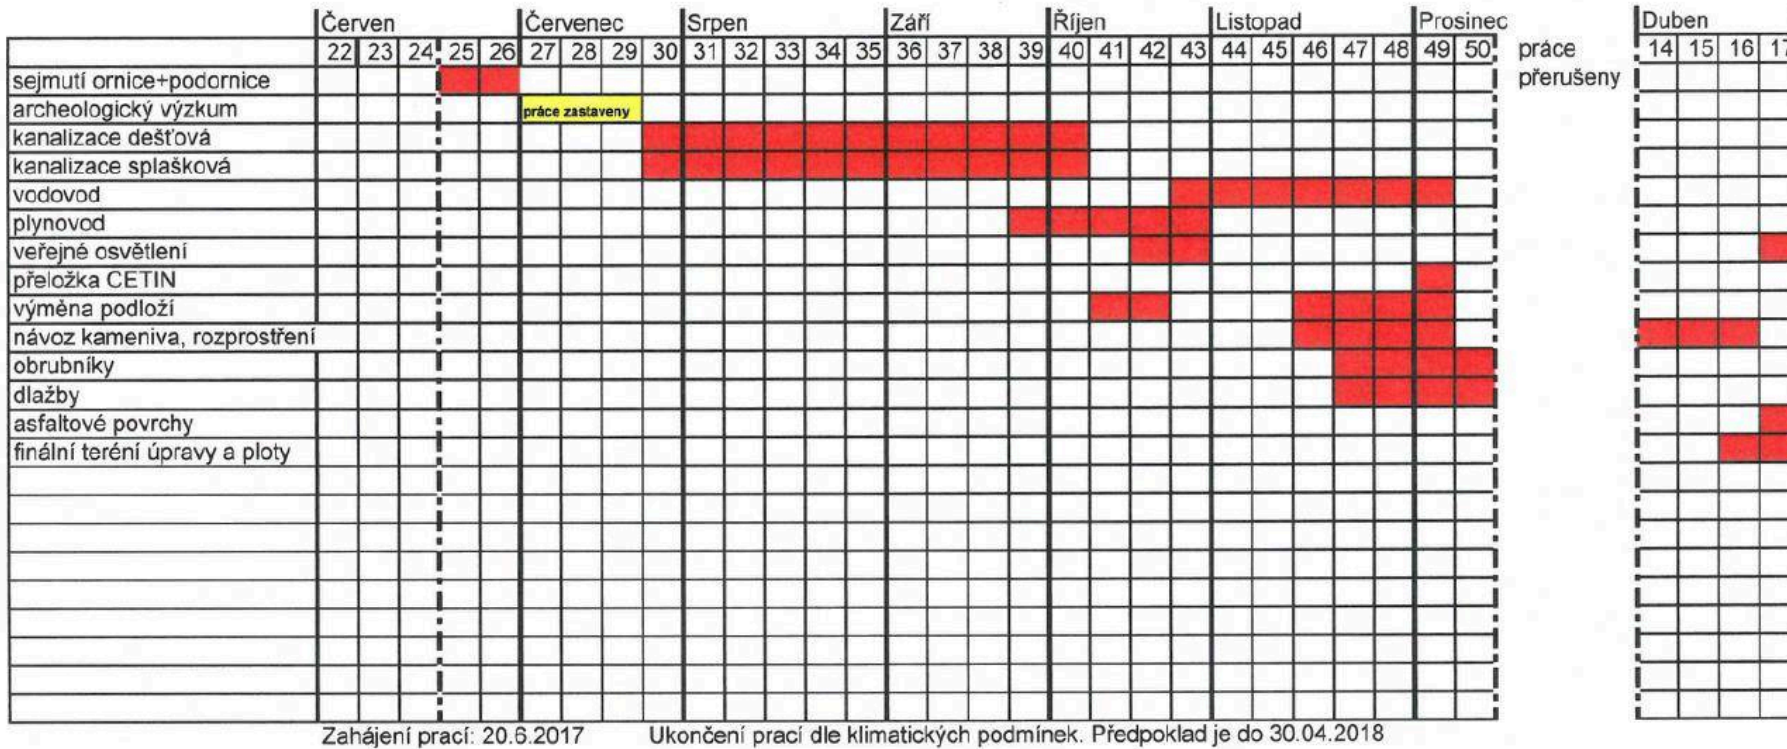 Červen Červenec Srpen Září Říjen Listopad Prosinec Duben
22 23 24 25 26 27 28 29 30 31 32 33 34 35 36 37 38 39 40 41 42 43 44 45 46 47 48 49 50 práce 14 15 16 17
sejmutí ornice+podornice přerušeny
archeologický výzkum práce zastaveny
kanalizace dešťová
kanalizace splašková
vodovod
plynovod
veřejné osvětlení
přeložka CETIN
výměna podloží
návoz kameniva, rozprostření
obrubníky
dlažby
asfaltové povrchy
finální teréní úpravy a ploty
Zahájení prací: 20.6.2017 Ukončení prací dle klimatických podmínek. Předpoklad je do 30.04.2018